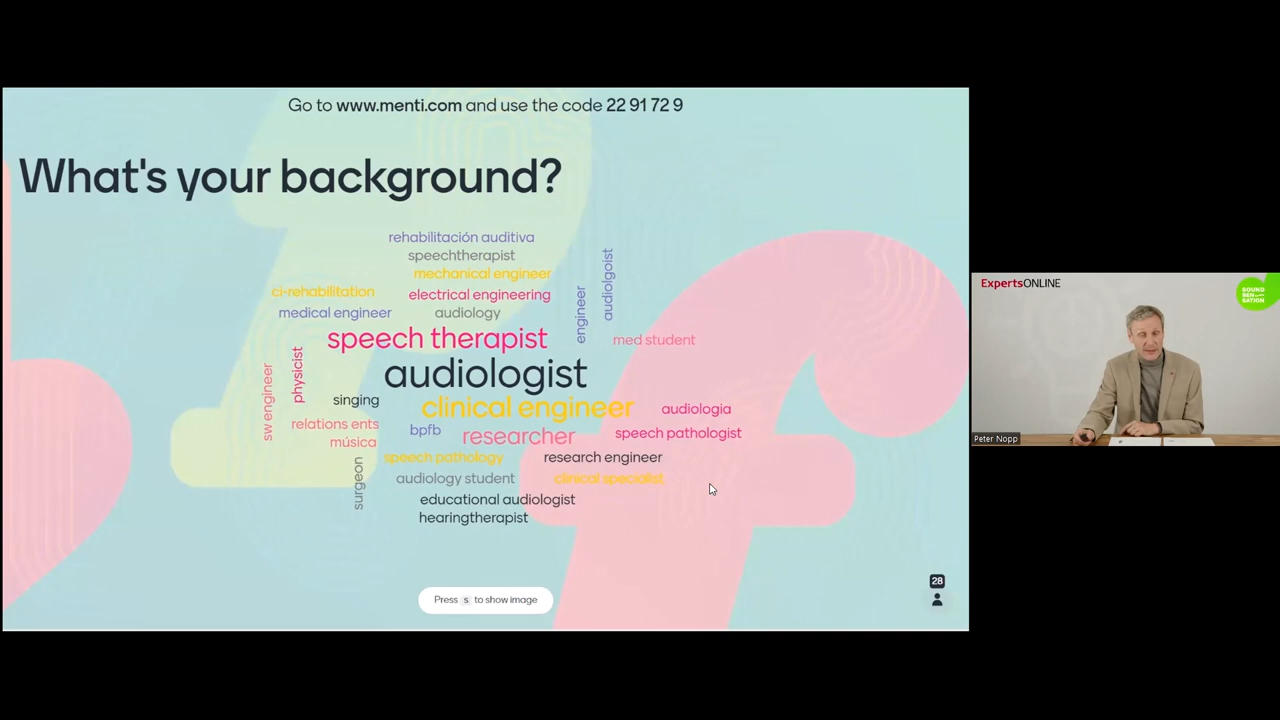 Go to www.menti.com and use the code 22 91 72 9
What's your background?
rehabilitación auditiva
speechtherapist
mechanical engineer
ci-rehabilitation
electrical engineering
medical engineer
audiology
engineer
audiolgoist
speech therapist
med student
audiologist
sw engineer
physicist
singing
clinical engineer
audiologia
relations ents
bpfb
researcher
speech pathologist
música
speech pathology
research engineer
surgeon
audiology student
clinical specialist
educational audiologist
hearingtherapist
Press s to show image
28
ExpertsONLINE
SOUND
SENSATION
Peter Nopp